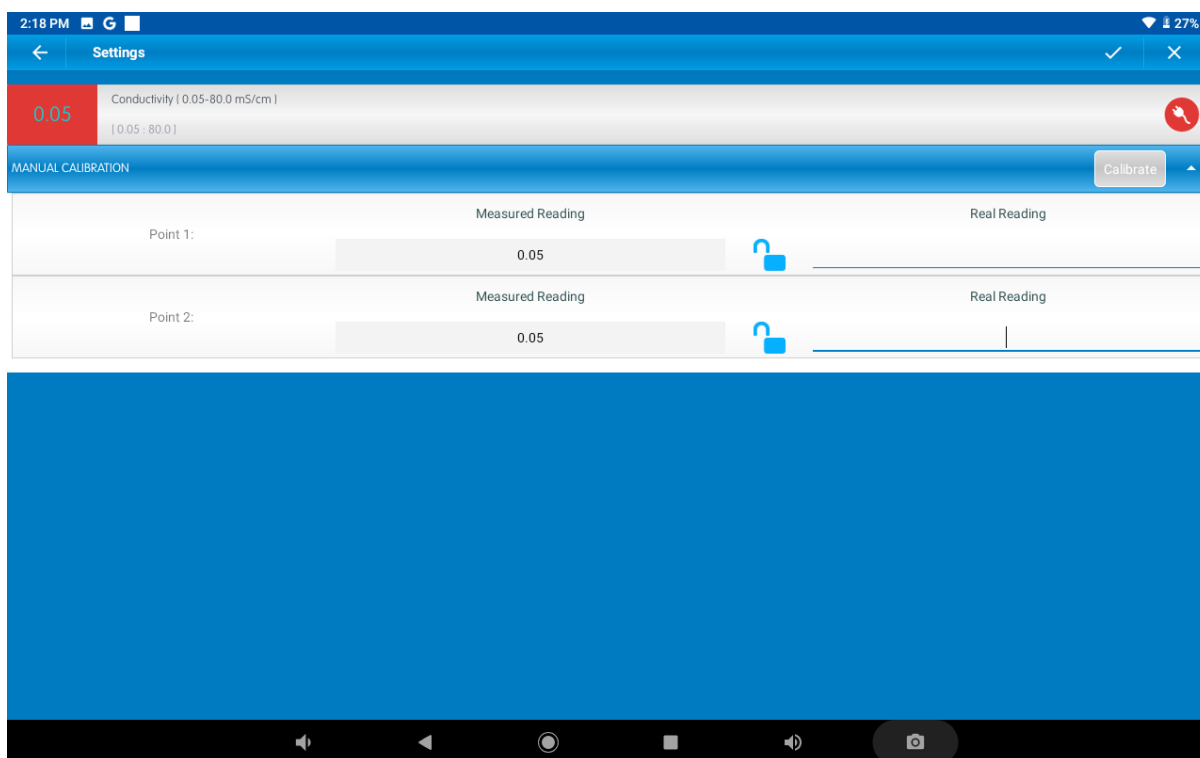 2:18 PM G 27%
Settings
0.05
Conductivity ( 0.05-80.0 mS/cm )
[ 0.05 : 80.0 ]
MANUAL CALIBRATION Calibrate
Measured Reading Real Reading
Point 1:
0.05
Measured Reading Real Reading
Point 2:
0.05